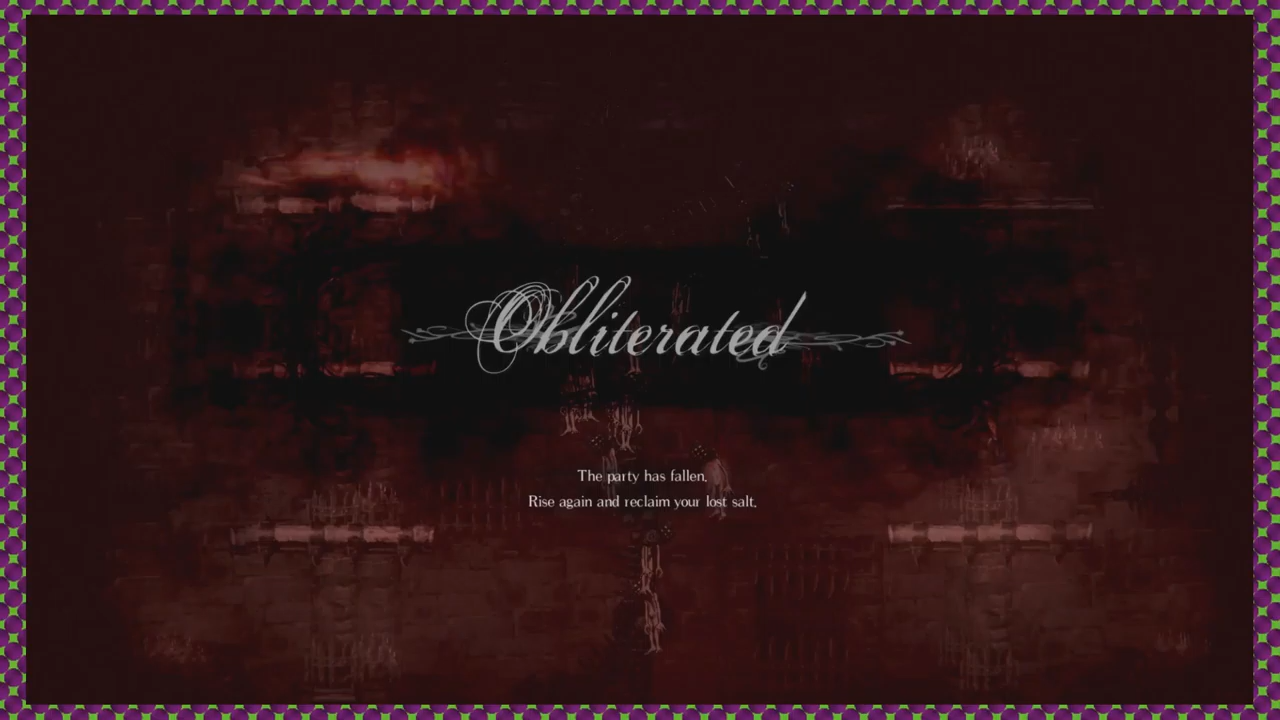 Obliterated
The party has fallen.
Rise again and reclaim your lost salt.